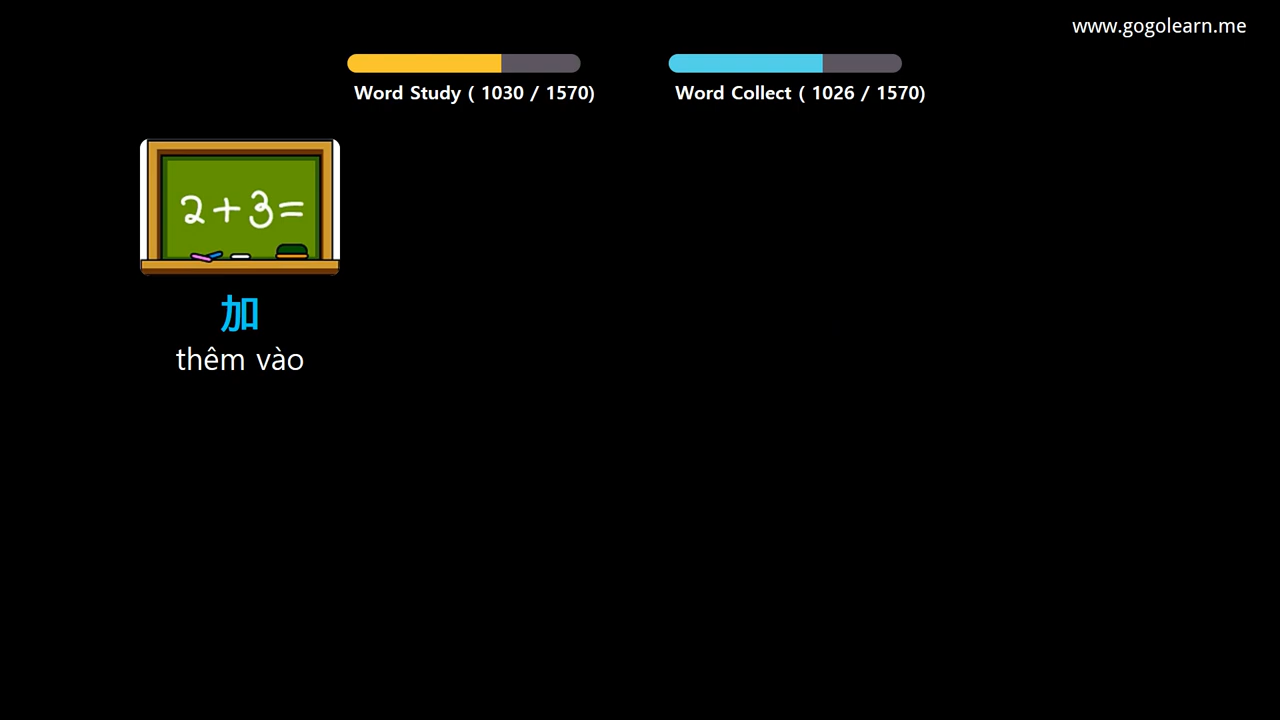 www.gogolearn.me
Word Study ( 1030 / 1570)
Word Collect ( 1026 / 1570)
2+3=
加
thêm vào